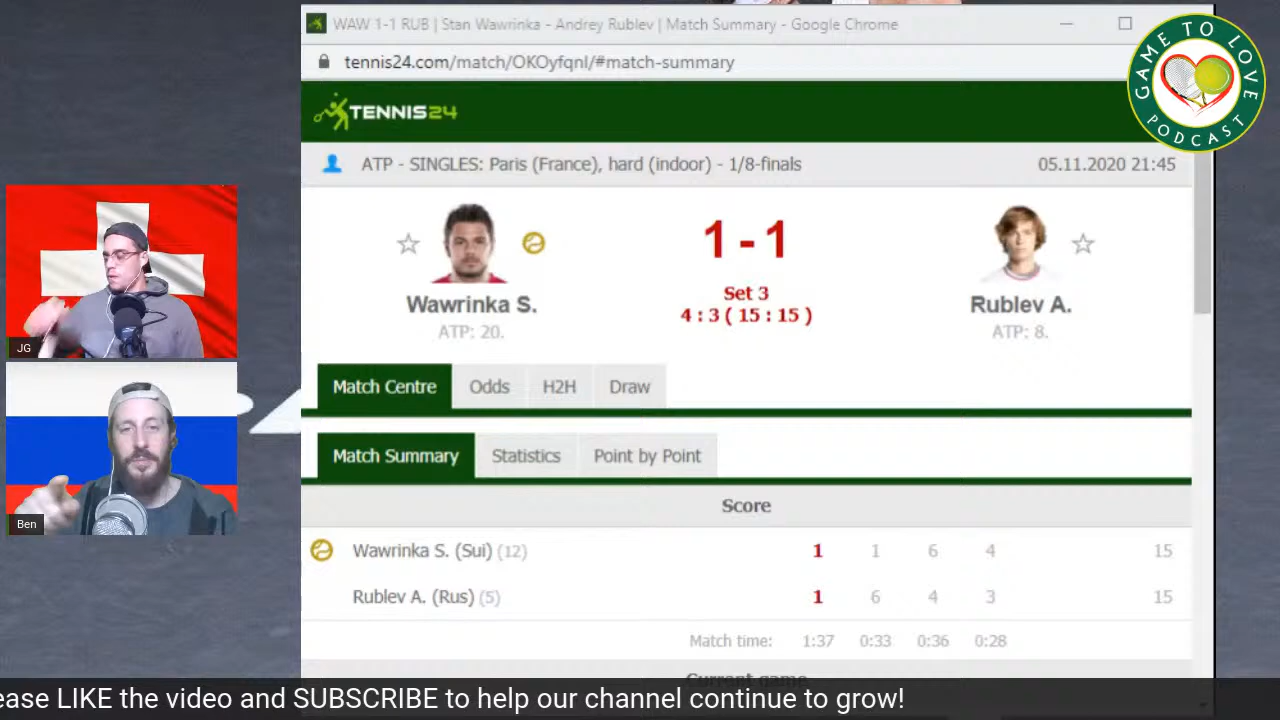 WAW 1-1 RUB | Stan Wawrinka - Andrey Rublev | Match Summary - Google Chrome
tennis24.com/match/OKOyfqnI/#match-summary
GAME TO LOVE
PODCAST
TENNIS24
ATP - SINGLES: Paris (France), hard (indoor) - 1/8-finals 05.11.2020 21:45
1 - 1
Set 3
4 : 3 ( 15 : 15 )
Wawrinka S.
ATP: 20.
Rublev A.
ATP: 8.
JG
Ben
Match Centre Odds H2H Draw
Match Summary Statistics Point by Point
Score
Wawrinka S. (Sui) (12) 1 1 6 4 15
Rublev A. (Rus) (5) 1 6 4 3 15
Match time: 1:37 0:33 0:36 0:28
Current game
ease LIKE the video and SUBSCRIBE to help our channel continue to grow!